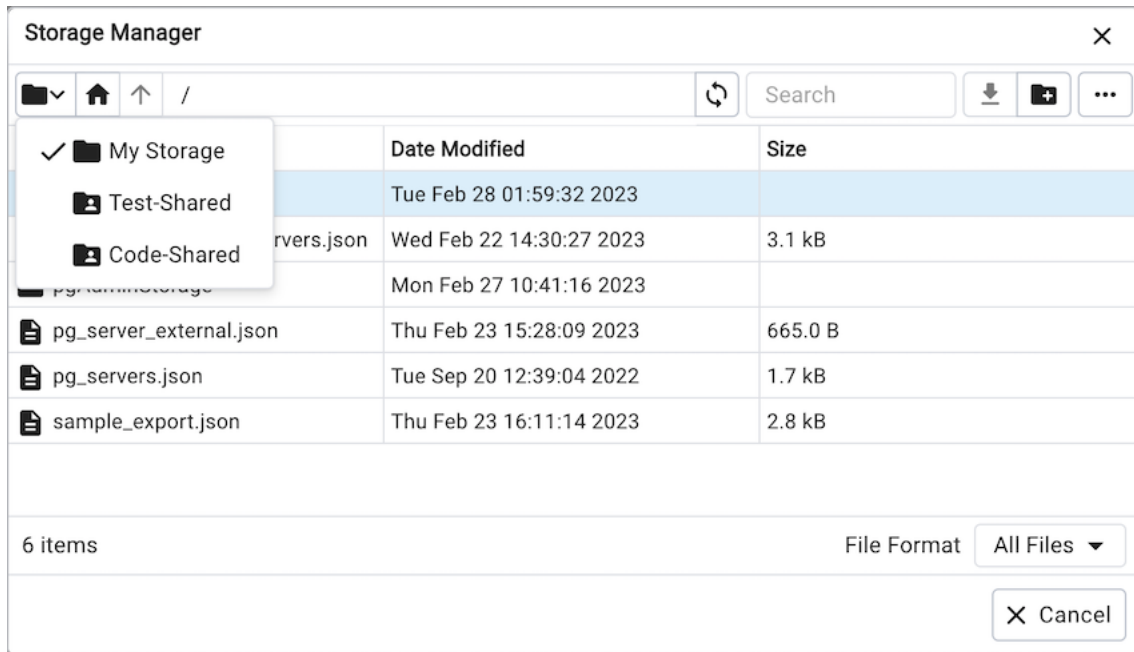 Storage Manager
/
Search
My Storage
Test-Shared
Code-Shared
Date Modified
Size
Tue Feb 28 01:59:32 2023
rvers.json
Wed Feb 22 14:30:27 2023
3.1 kB
pgAdminStorage
Mon Feb 27 10:41:16 2023
pg_server_external.json
Thu Feb 23 15:28:09 2023
665.0 B
pg_servers.json
Tue Sep 20 12:39:04 2022
1.7 kB
sample_export.json
Thu Feb 23 16:11:14 2023
2.8 kB
6 items
File Format
All Files
Cancel